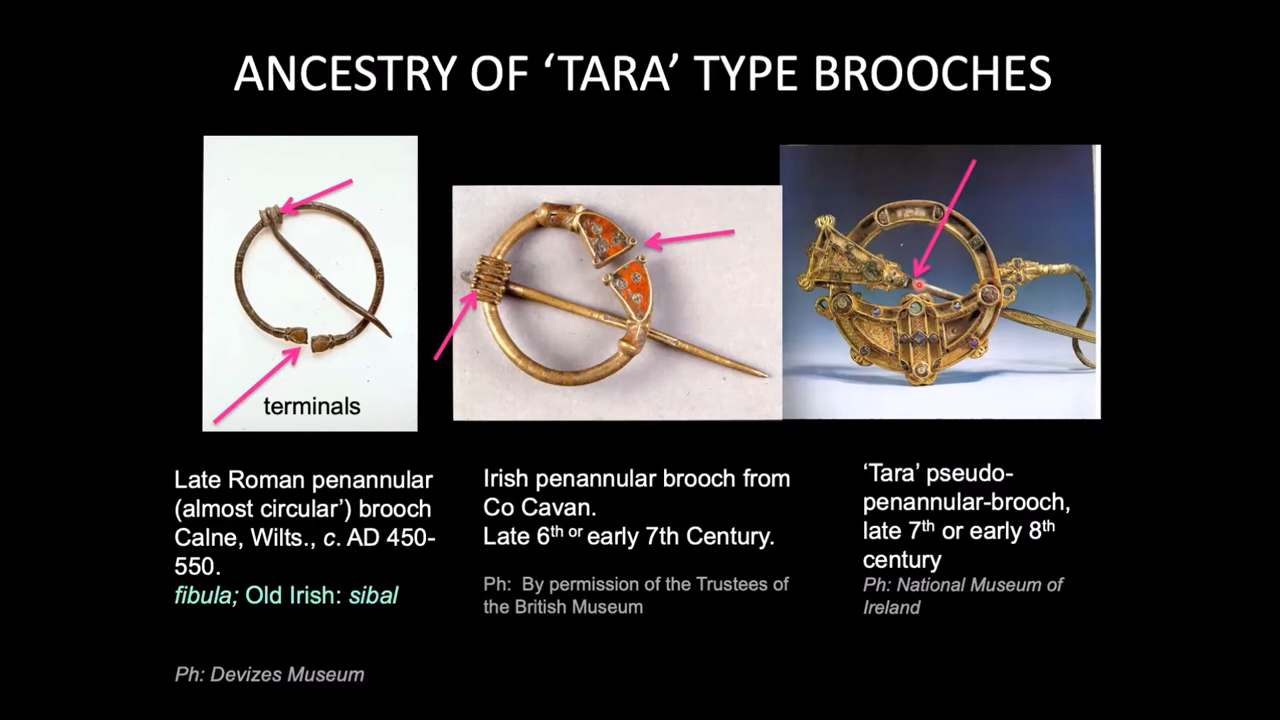 ANCESTRY OF ‘TARA’ TYPE BROOCHES
terminals
Late Roman penannular
(almost circular’) brooch
Calne, Wilts., c. AD 450-
550.
fibula; Old Irish: sibal
Ph: Devizes Museum
Irish penannular brooch from
Co Cavan.
Late 6th or early 7th Century.
Ph: By permission of the Trustees of
the British Museum
‘Tara’ pseudo-
penannular-brooch,
late 7th or early 8th
century
Ph: National Museum of
Ireland